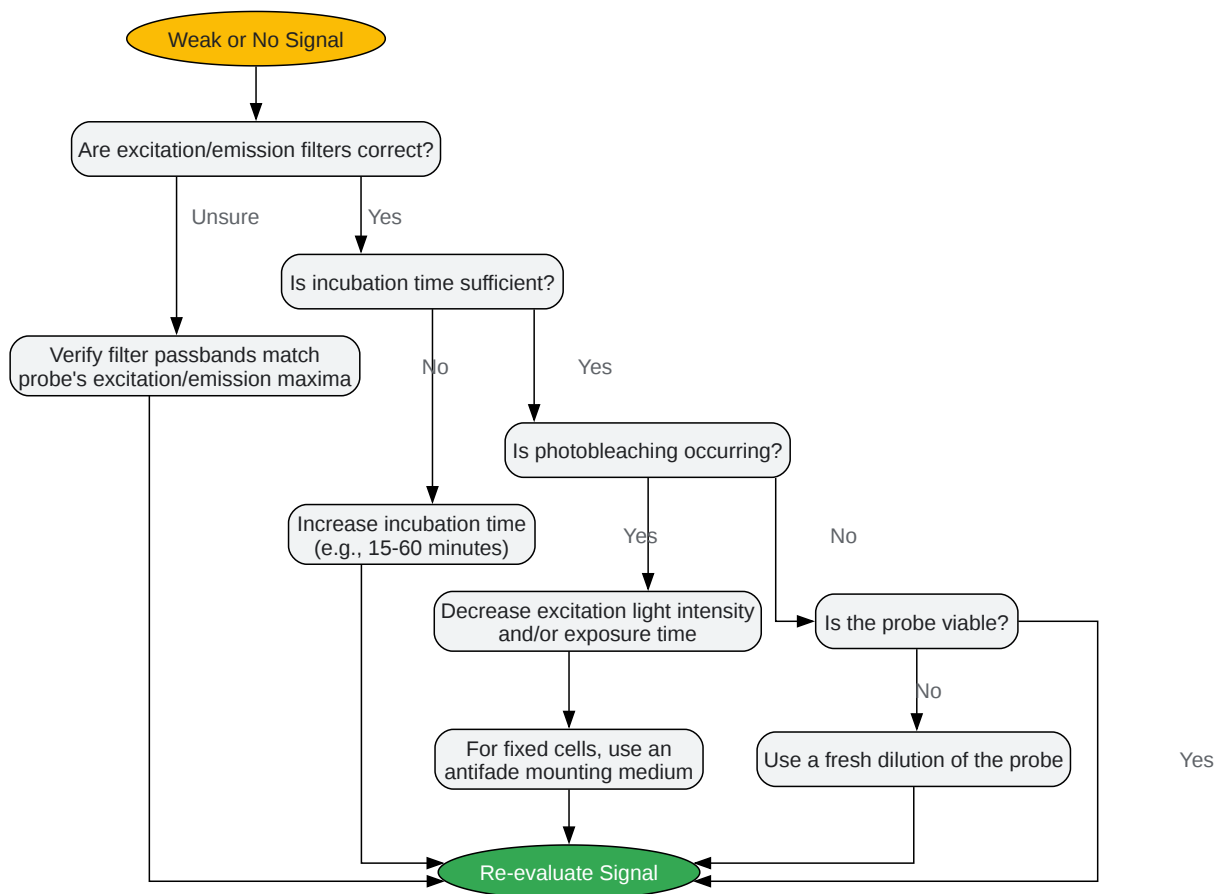 Weak or No Signal
Are excitation/emission filters correct?
Unsure
Yes
Is incubation time sufficient?
Verify filter passbands match
probe's excitation/emission maxima
No
Yes
Is photobleaching occurring?
Increase incubation time
(e.g., 15-60 minutes)
Yes
No
Decrease excitation light intensity
and/or exposure time
Is the probe viable?
No
For fixed cells, use an
antifade mounting medium
Use a fresh dilution of the probe
Yes
Re-evaluate Signal